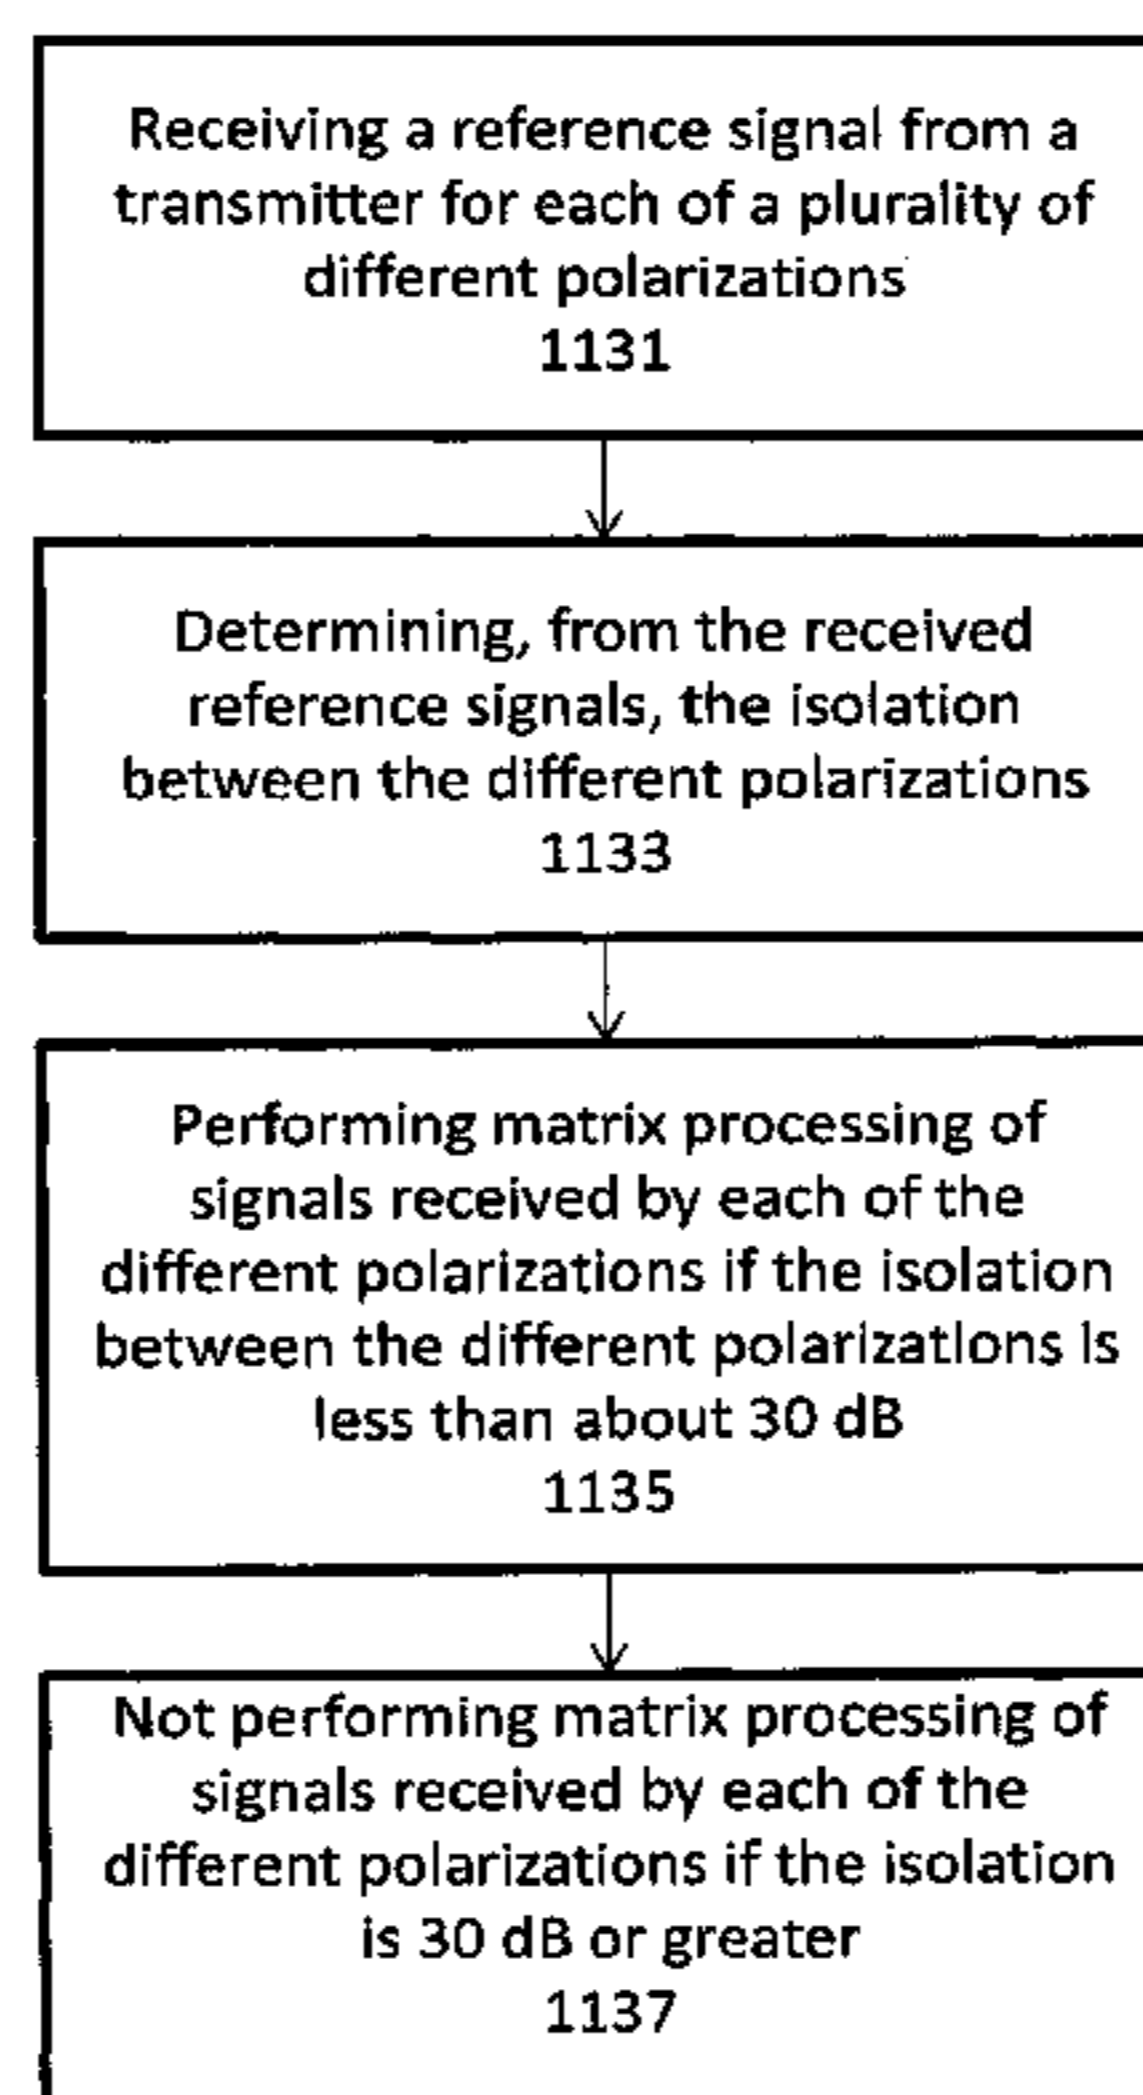 Receiving a reference signal from a
transmitter for each of a plurality of
different polarizations
1131
Determining, from the received
reference signals, the isolation
between the different polarizations
1133
Performing matrix processing of
signals received by each of the
different polarizations if the isolation
between the different polarizations is
less than about 30 dB
1135
Not performing matrix processing of
signals received by each of the
different polarizations if the isolation
is 30 dB or greater
1137